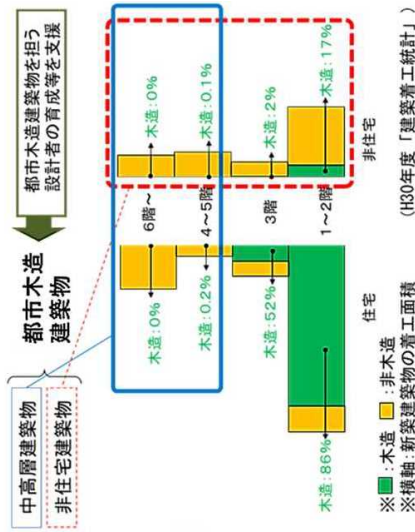 中高層建築物
非住宅建築物
都市木造
建築物
都市木造建築物を担う
設計者の育成等を支援
木造:0%
6階~
木造:0%
木造:0.2%
4~5階
木造:0.1%
木造:52%
3階
木造:2%
木造:86%
1~2階
木造:17%
住宅
非住宅
※■:木造 ■:非木造
※横軸:新築建築物の着工面積
(H30年度「建築着工統計」)